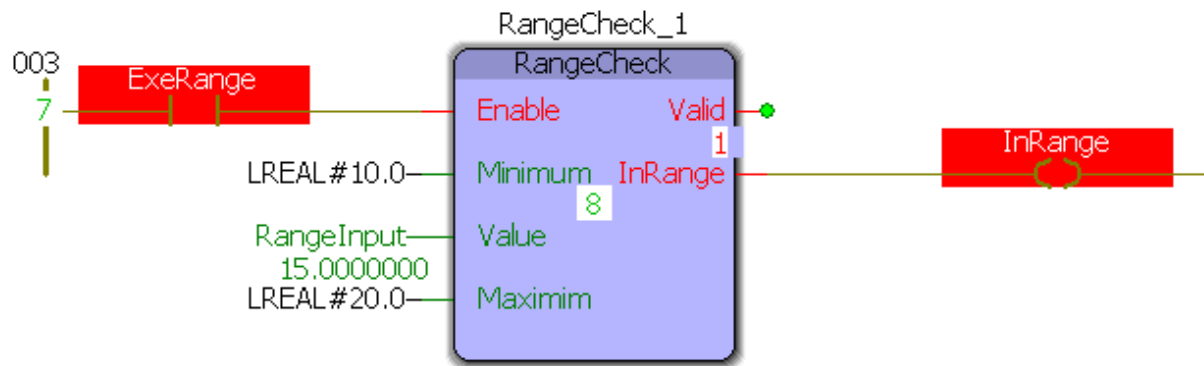 RangeCheck_1
003
RangeCheck
ExeRange
7
Enable
Valid
1
InRange
LREAL#10.0
Minimum
InRange
8
RangeInput
Value
15.0000000
LREAL#20.0
Maximim